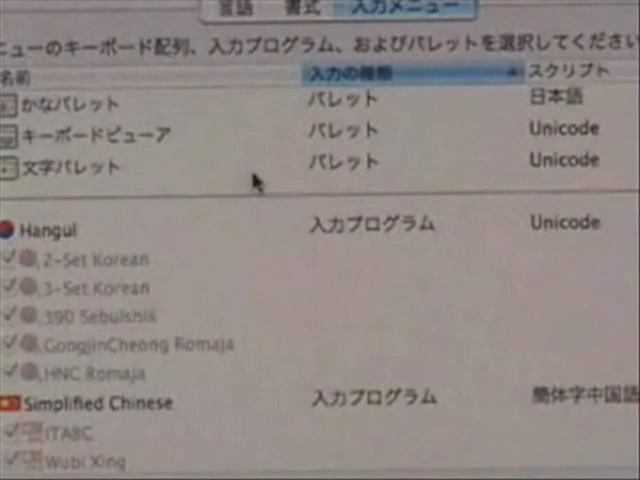 言語 書式 入力メニュー
ニューのキーボード配列、入力プログラム、およびパレットを選択してください
名前 入力の種類 スクリプト
かなパレット パレット 日本語
キーボードビューア パレット Unicode
文字パレット パレット Unicode
Hangul 入力プログラム Unicode
2-Set Korean
3-Set Korean
390 Sebulshik
GongjinCheong Romaja
HNC Romaja
Simplified Chinese 入力プログラム 簡体字中国語
ITABC
Wubi Xing